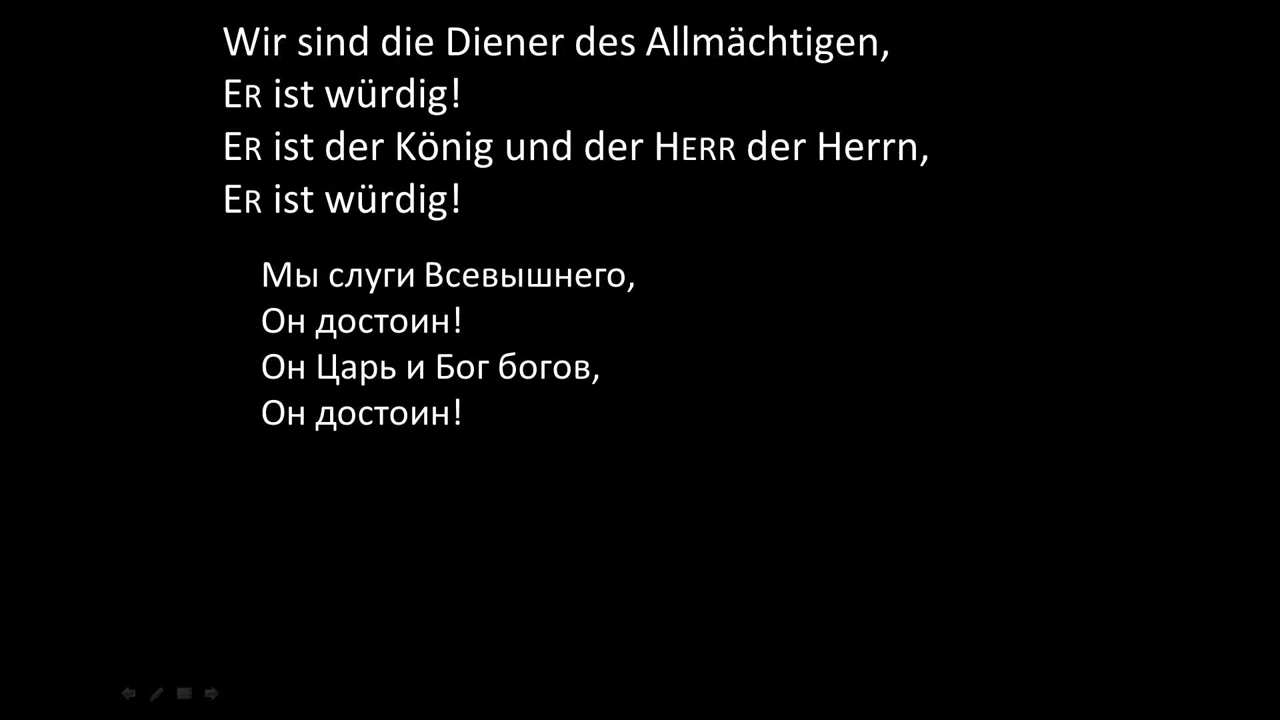 Wir sind die Diener des Allmächtigen,
ER ist würdig!
ER ist der König und der HERR der Herrn,
ER ist würdig!
Мы слуги Всевышнего,
Он достоин!
Он Царь и Бог богов,
Он достоин!